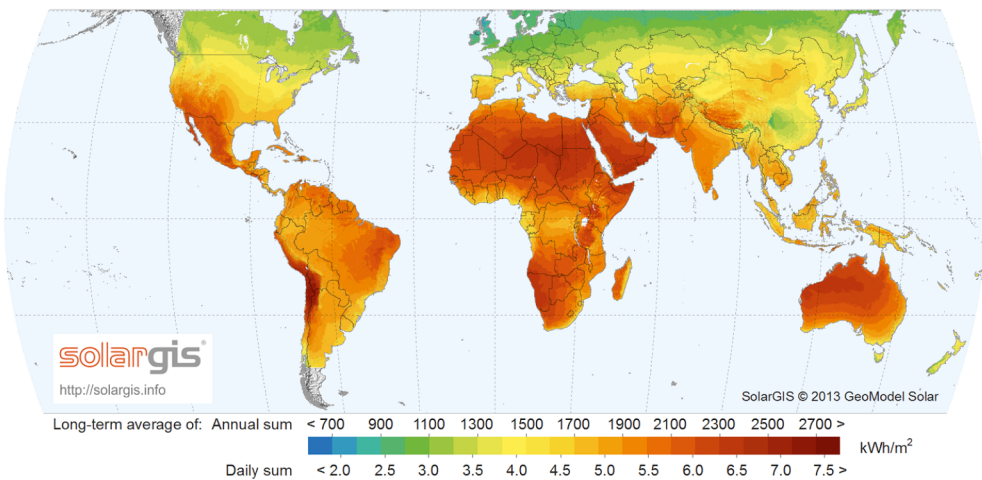 solargis®
http://solargis.info
SolarGIS © 2013 GeoModel Solar
Long-term average of: Annual sum < 700 900 1100 1300 1500 1700 1900 2100 2300 2500 2700 >
kWh/m²
Daily sum < 2.0 2.5 3.0 3.5 4.0 4.5 5.0 5.5 6.0 6.5 7.0 7.5 >